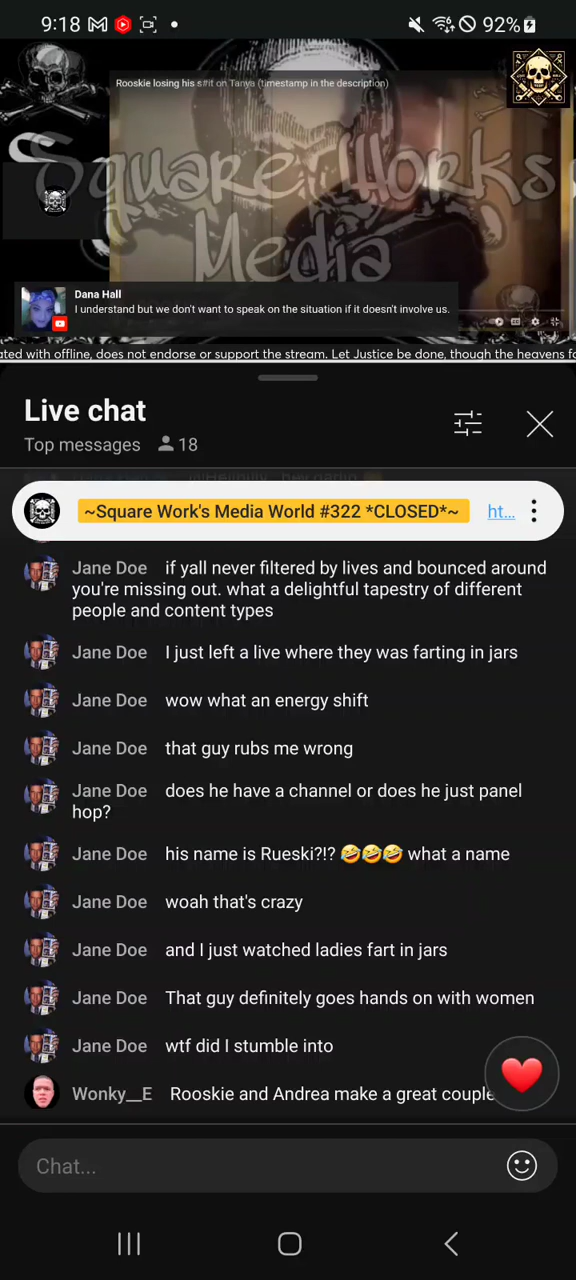 9:18 92%
Rooskie losing his s#it on Tanya (timestamp in the description)
Square Works
Media
Dana Hall
I understand but we don't want to speak on the situation if it doesn't involve us.
ated with offline, does not endorse or support the stream. Let Justice be done, though the heavens fa
Live chat
Top messages 18
~Square Work's Media World #322 *CLOSED*~ ht...
Jane Doe if yall never filtered by lives and bounced around
you're missing out. what a delightful tapestry of different
people and content types
Jane Doe I just left a live where they was farting in jars
Jane Doe wow what an energy shift
Jane Doe that guy rubs me wrong
Jane Doe does he have a channel or does he just panel
hop?
Jane Doe his name is Rueski?!? 🤣🤣🤣 what a name
Jane Doe woah that's crazy
Jane Doe and I just watched ladies fart in jars
Jane Doe That guy definitely goes hands on with women
Jane Doe wtf did I stumble into
Wonky__E Rooskie and Andrea make a great couple
Chat...